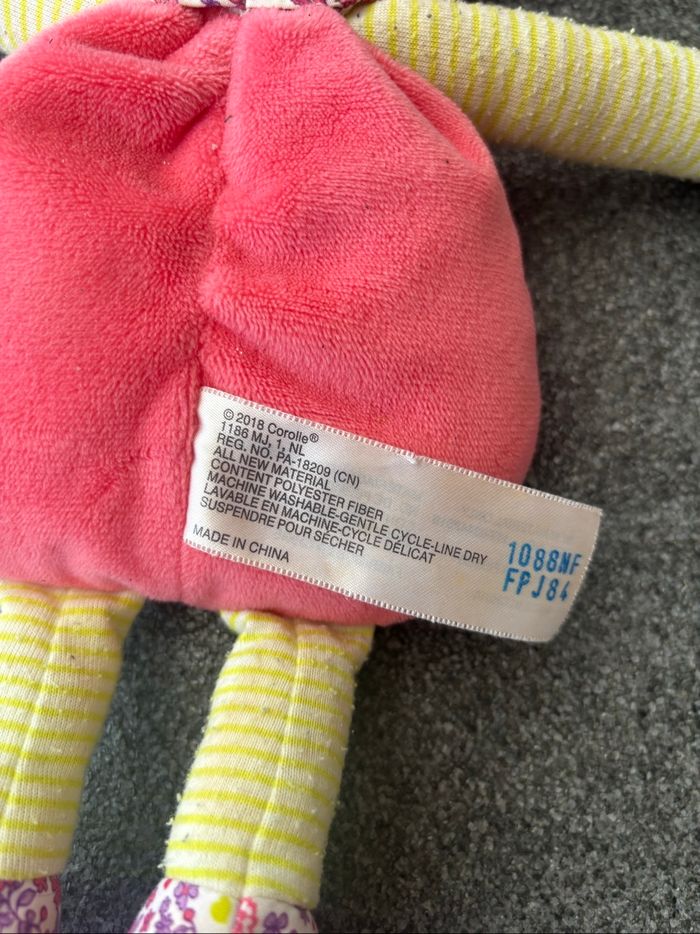 © 2018 Corolle®
1186 MJ, 1, NL
REG. NO. PA-18209 (CN)
ALL NEW MATERIAL
CONTENT POLYESTER FIBER
MACHINE WASHABLE-GENTLE CYCLE-LINE DRY
LAVABLE EN MACHINE-CYCLE DÉLICAT
SUSPENDRE POUR SÉCHER
MADE IN CHINA
1088NF
FPJ84